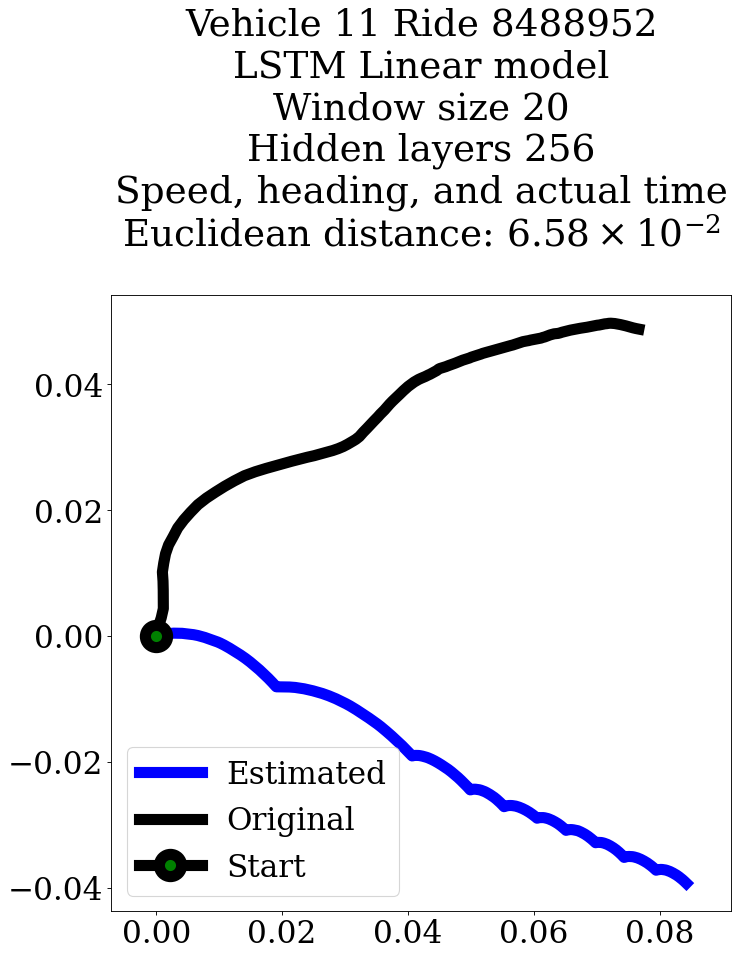 Vehicle 11 Ride 8488952
LSTM Linear model
Window size 20
Hidden layers 256
Speed, heading, and actual time
Euclidean distance: 6.58 × 10⁻²
0.04
0.02
0.00
−0.02
−0.04
Estimated
Original
Start
0.00 0.02 0.04 0.06 0.08